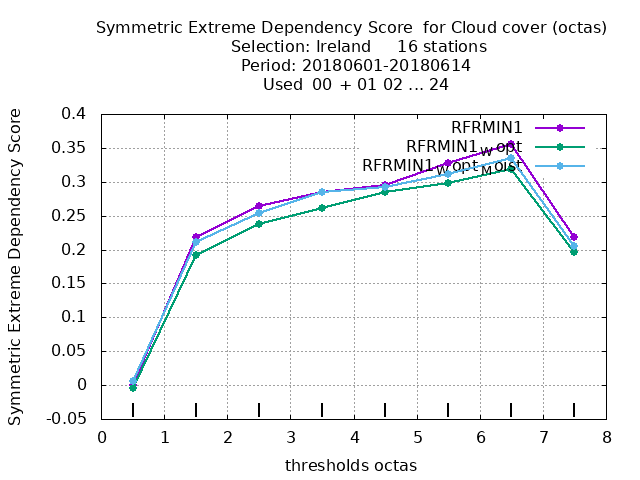 Symmetric Extreme Dependency Score for Cloud cover (octas)
Selection: Ireland 16 stations
Period: 20180601-20180614
Used 00 + 01 02 ... 24
Symmetric Extreme Dependency Score
0.4
0.35
0.3
0.25
0.2
0.15
0.1
0.05
0
-0.05
RFRMIN1
RFRMIN1Wopt
RFRMIN1WoptMoist
0 1 2 3 4 5 6 7 8
thresholds octas